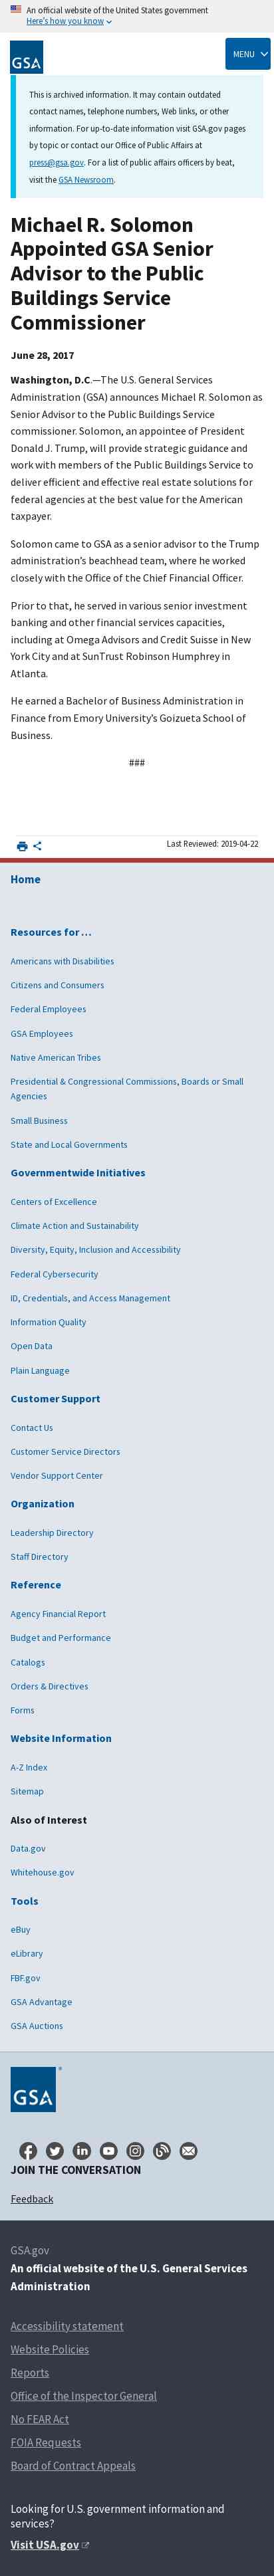 An official website of the United States government
Here's how you know
GSA
MENU
This is archived information. It may contain outdated
contact names, telephone numbers, Web links, or other
information. For up-to-date information visit GSA.gov pages
by topic or contact our Office of Public Affairs at
press@gsa.gov. For a list of public affairs officers by beat,
visit the GSA Newsroom.
Michael R. Solomon
Appointed GSA Senior
Advisor to the Public
Buildings Service
Commissioner
June 28, 2017
Washington, D.C.—The U.S. General Services
Administration (GSA) announces Michael R. Solomon as
Senior Advisor to the Public Buildings Service
commissioner. Solomon, an appointee of President
Donald J. Trump, will provide strategic guidance and
work with members of the Public Buildings Service to
deliver efficient and effective real estate solutions for
federal agencies at the best value for the American
taxpayer.
Solomon came to GSA as a senior advisor to the Trump
administration's beachhead team, where he worked
closely with the Office of the Chief Financial Officer.
Prior to that, he served in various senior investment
banking and other financial services capacities,
including at Omega Advisors and Credit Suisse in New
York City and at SunTrust Robinson Humphrey in
Atlanta.
He earned a Bachelor of Business Administration in
Finance from Emory University's Goizueta School of
Business.
###
Last Reviewed: 2019-04-22
Home
Resources for …
Americans with Disabilities
Citizens and Consumers
Federal Employees
GSA Employees
Native American Tribes
Presidential & Congressional Commissions, Boards or Small
Agencies
Small Business
State and Local Governments
Governmentwide Initiatives
Centers of Excellence
Climate Action and Sustainability
Diversity, Equity, Inclusion and Accessibility
Federal Cybersecurity
ID, Credentials, and Access Management
Information Quality
Open Data
Plain Language
Customer Support
Contact Us
Customer Service Directors
Vendor Support Center
Organization
Leadership Directory
Staff Directory
Reference
Agency Financial Report
Budget and Performance
Catalogs
Orders & Directives
Forms
Website Information
A-Z Index
Sitemap
Also of Interest
Data.gov
Whitehouse.gov
Tools
eBuy
eLibrary
FBF.gov
GSA Advantage
GSA Auctions
GSA
JOIN THE CONVERSATION
Feedback
GSA.gov
An official website of the U.S. General Services
Administration
Accessibility statement
Website Policies
Reports
Office of the Inspector General
No FEAR Act
FOIA Requests
Board of Contract Appeals
Looking for U.S. government information and
services?
Visit USA.gov